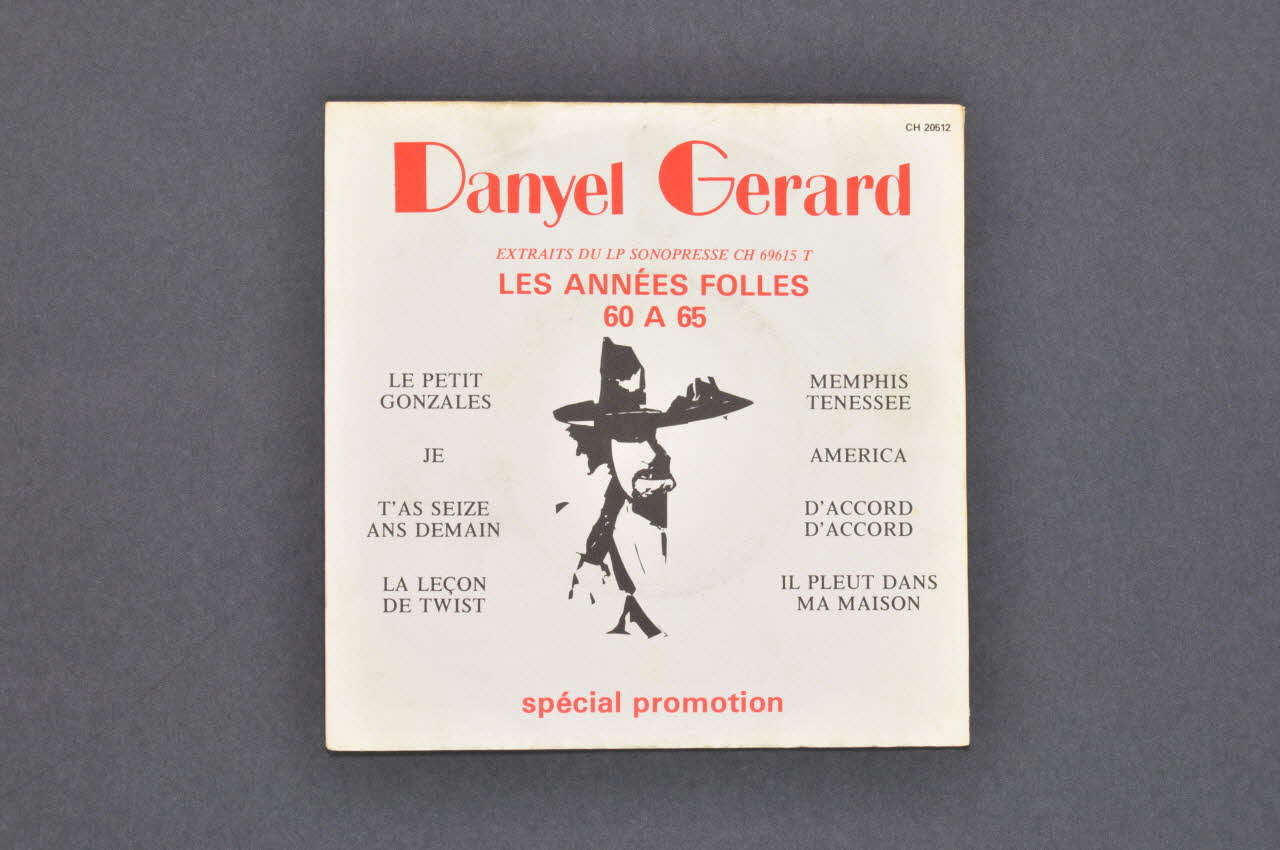 CH 20512
Danyel Gerard
EXTRAITS DU LP SONOPRESSE CH 69615 T
LES ANNÉES FOLLES
60 A 65
LE PETIT
GONZALES
JE
T'AS SEIZE
ANS DEMAIN
LA LEÇON
DE TWIST
MEMPHIS
TENESSEE
AMERICA
D'ACCORD
D'ACCORD
IL PLEUT DANS
MA MAISON
spécial promotion